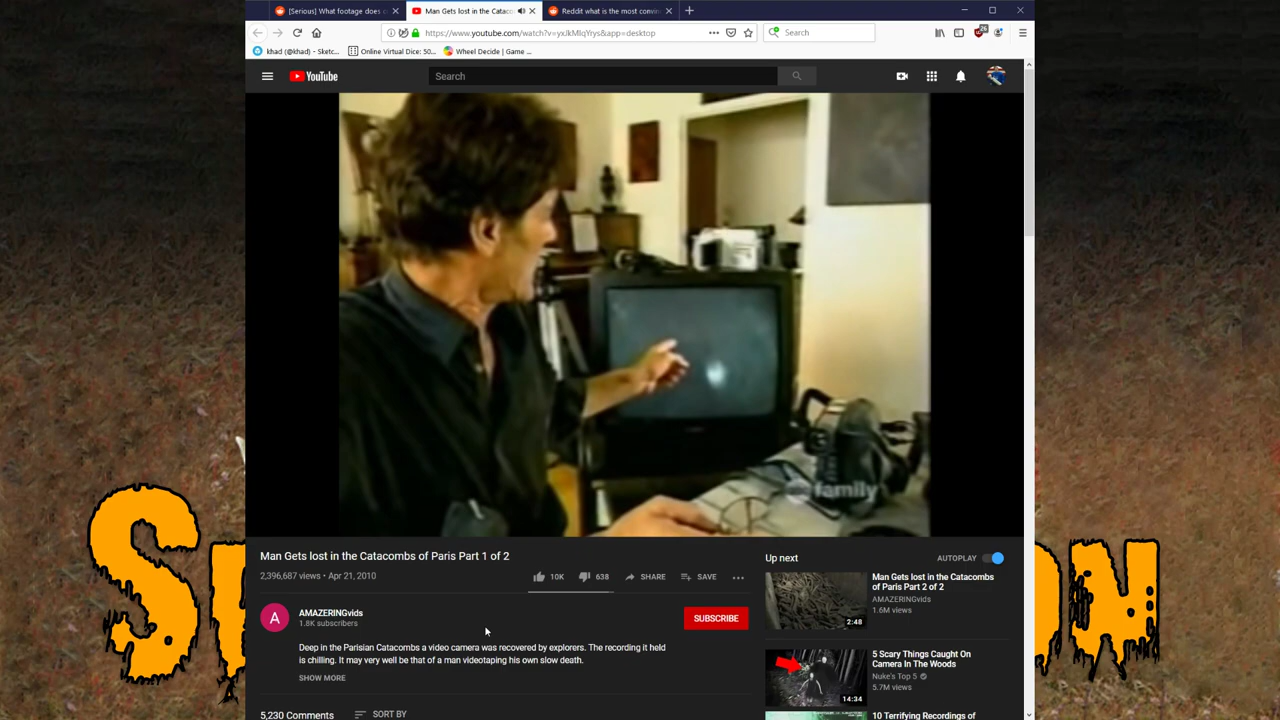 [Serious] What footage does
Man Gets lost in the Cataco
Reddit what is the most convin
https://www.youtube.com/watch?v=yxJkMlqYrys&app=desktop
Search
26
khad (@khad) - Sketc...
Online Virtual Dice: 50...
Wheel Decide | Game ...
YouTube
Search
family
Man Gets lost in the Catacombs of Paris Part 1 of 2
2,396,687 views • Apr 21, 2010
10K
638
SHARE
SAVE
A
AMAZERINGvids
1.8K subscribers
SUBSCRIBE
Deep in the Parisian Catacombs a video camera was recovered by explorers. The recording it held
is chilling. It may very well be that of a man videotaping his own slow death.
SHOW MORE
5,230 Comments
SORT BY
Up next
AUTOPLAY
Man Gets lost in the Catacombs
of Paris Part 2 of 2
AMAZERINGvids
1.6M views
2:48
5 Scary Things Caught On
Camera In The Woods
Nuke's Top 5
5.7M views
14:34
10 Terrifying Recordings of